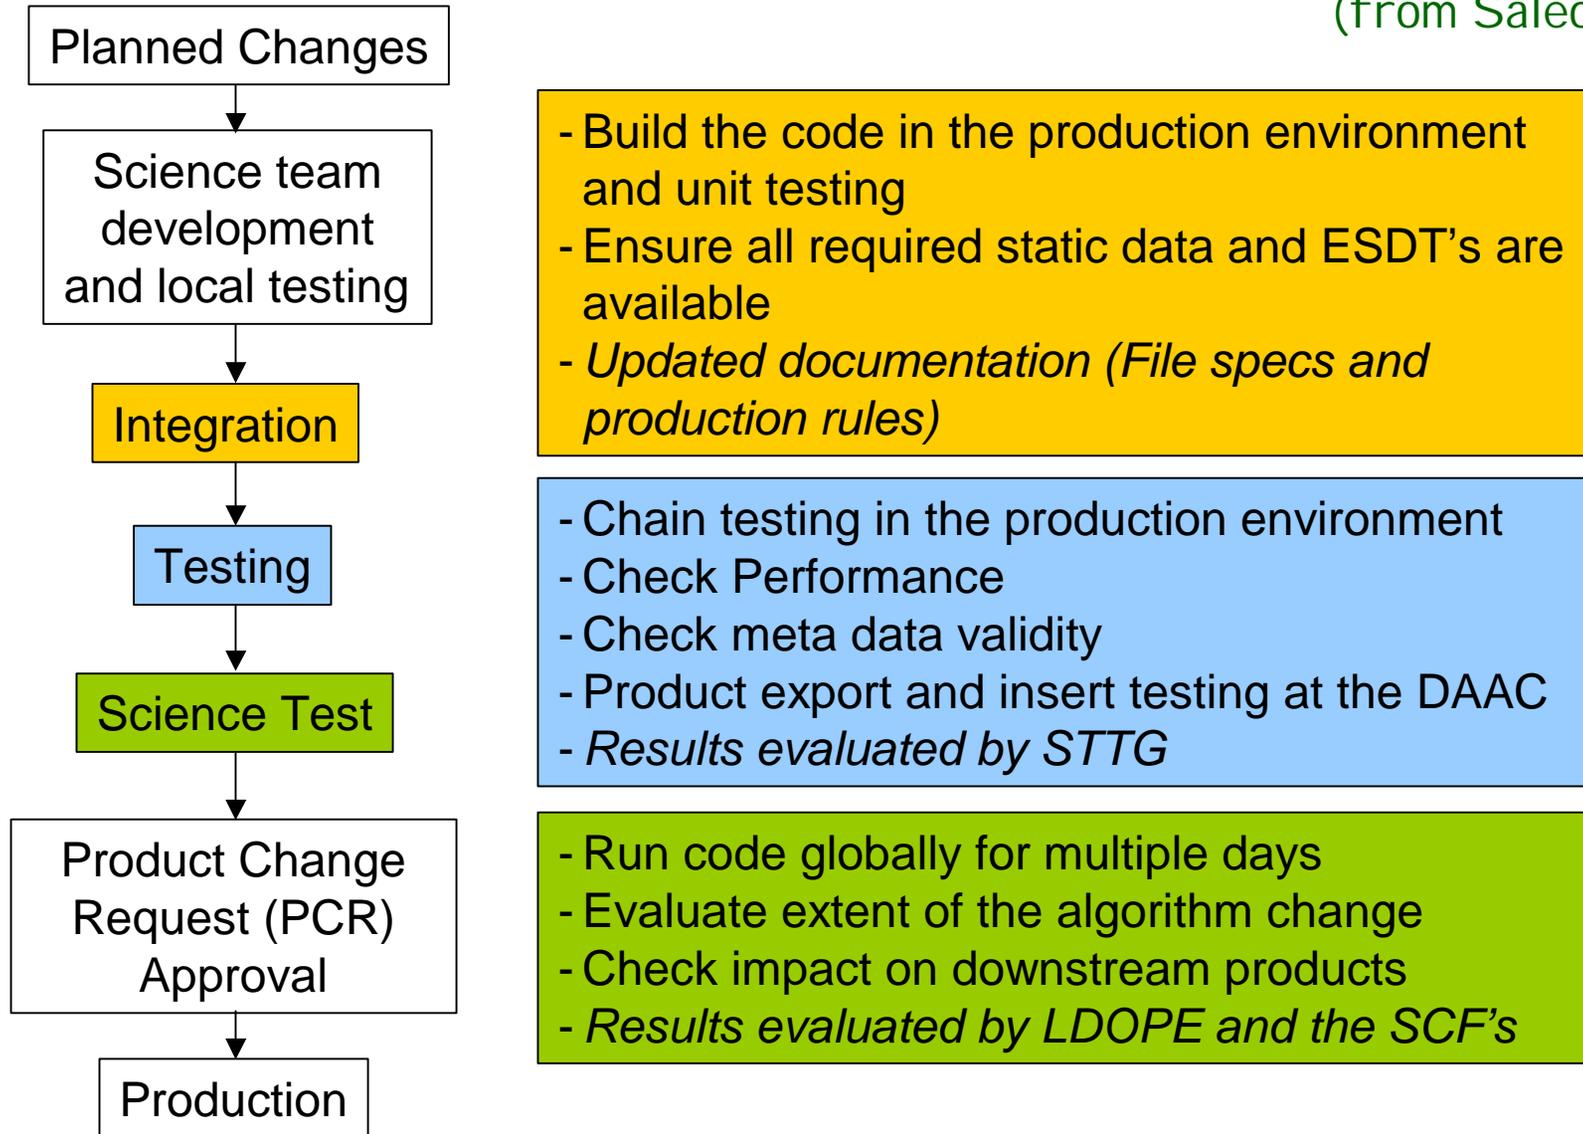 (from
Planned Changes
Science team
development
and local testing
Integration
Testing
Science Test
Product Change
Request (PCR)
Approval
Production
- Build the code in the production environment
and unit testing
- Ensure all required static data and ESDT's are
available
- Updated documentation (File specs and
production rules)
- Chain testing in the production environment
- Check Performance
- Check meta data validity
- Product export and insert testing at the DAAC
- Results evaluated by STTG
- Run code globally for multiple days
- Evaluate extent of the algorithm change
- Check impact on downstream products
- Results evaluated by LDOPE and the SCF's